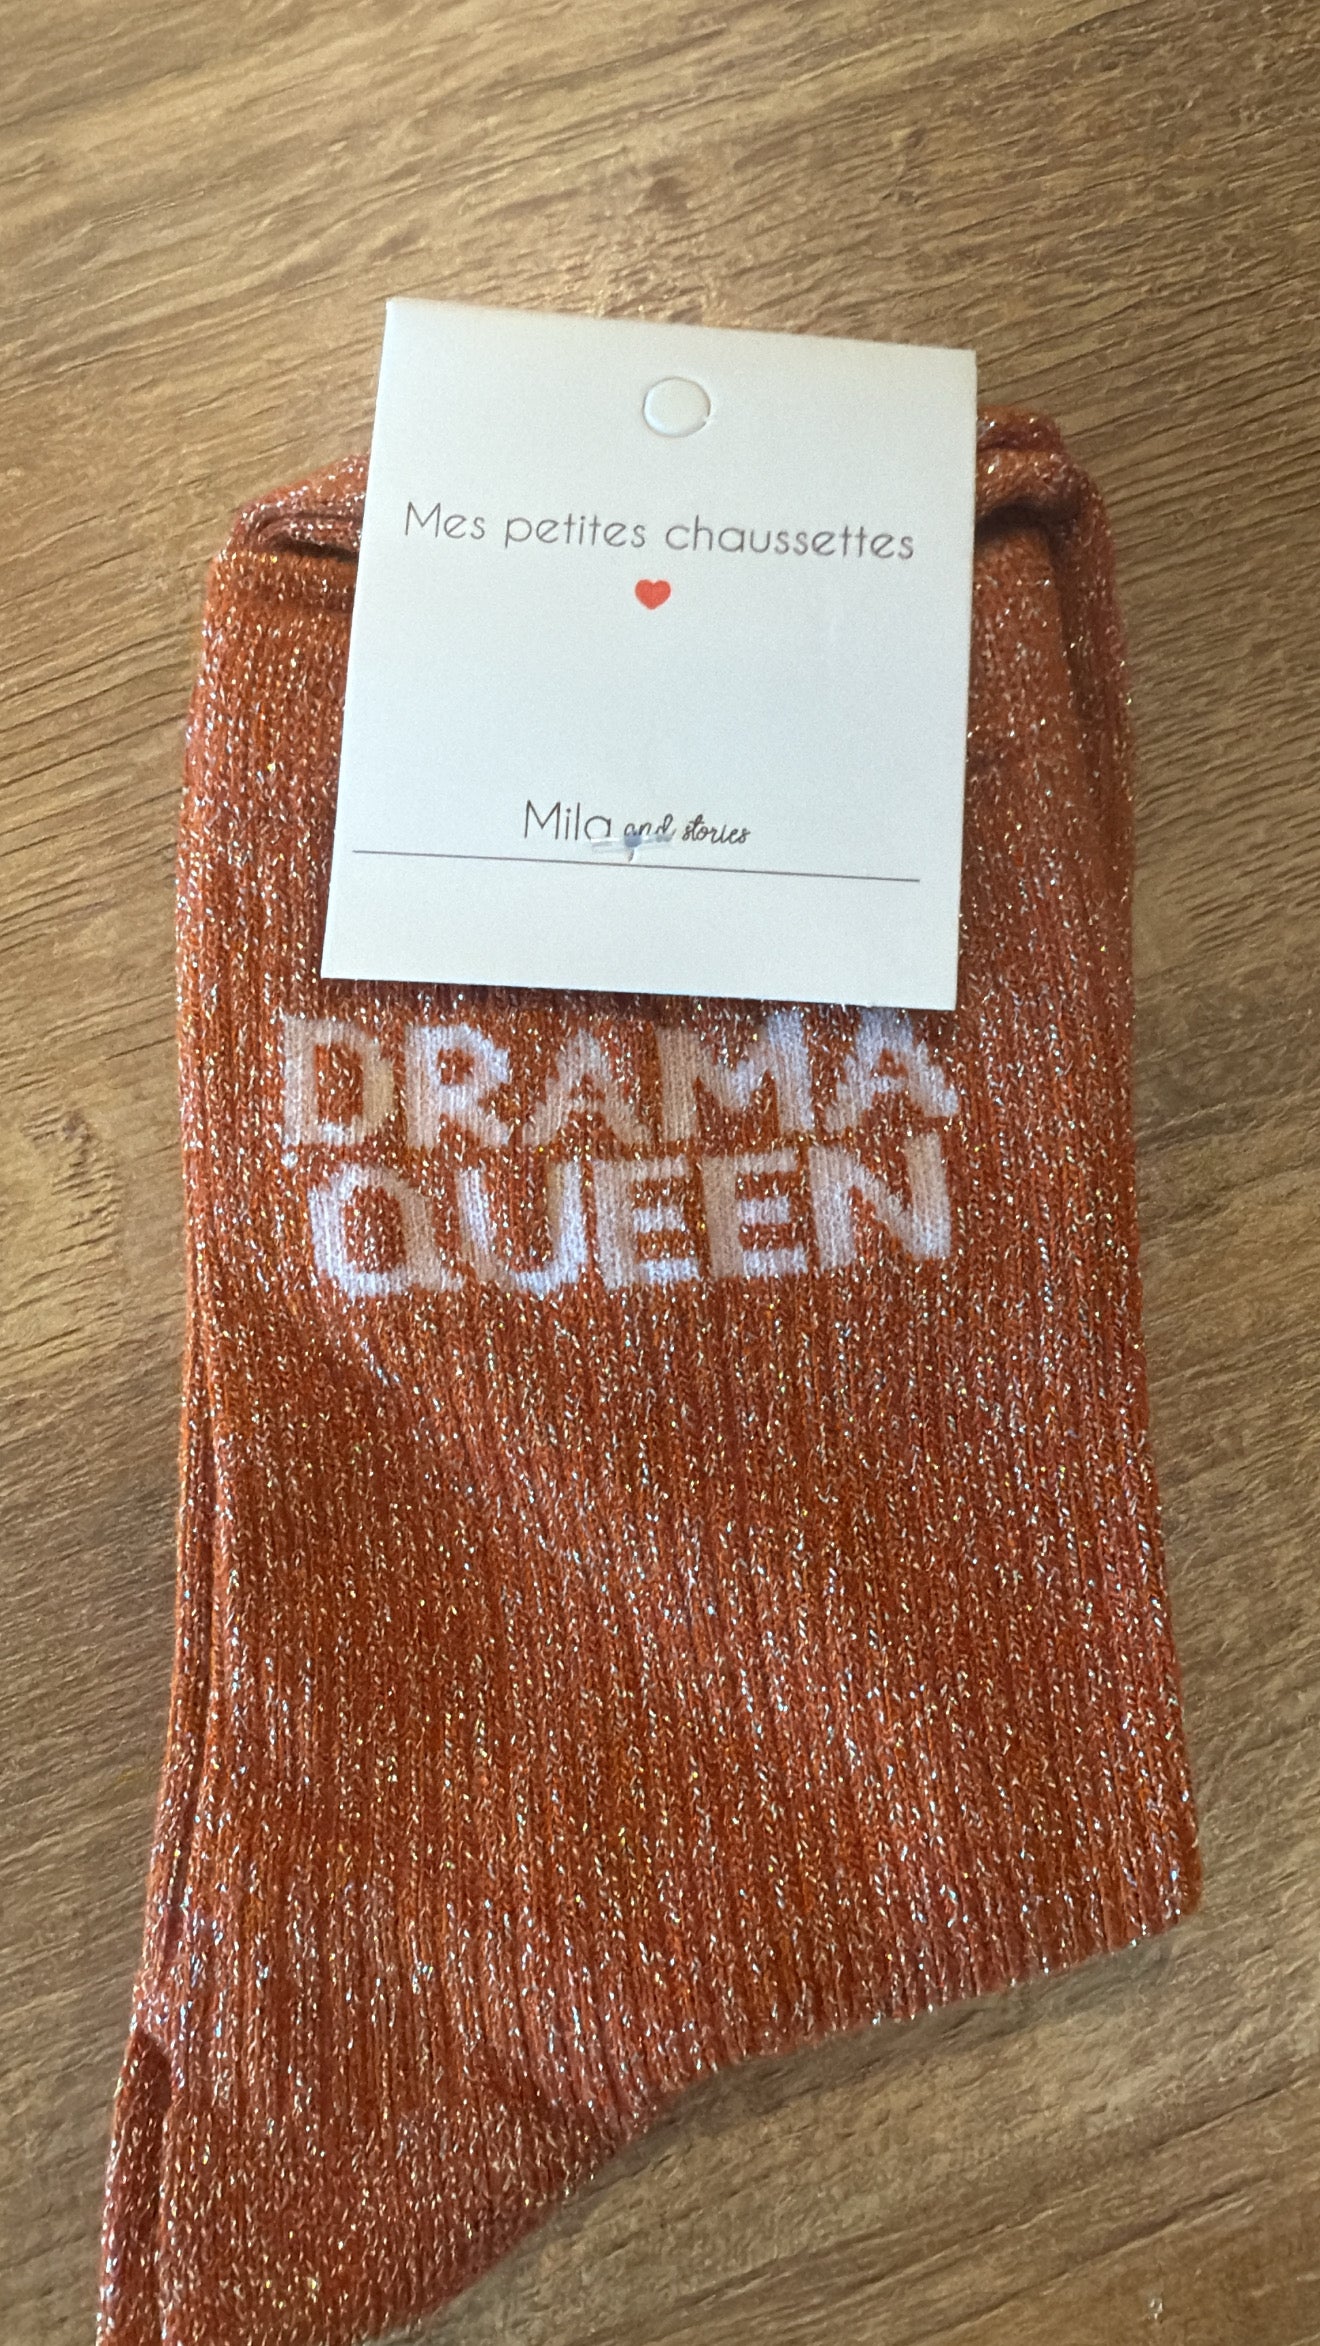 Mes petites chaussettes
Mila and stories
DRAMA
QUEEN